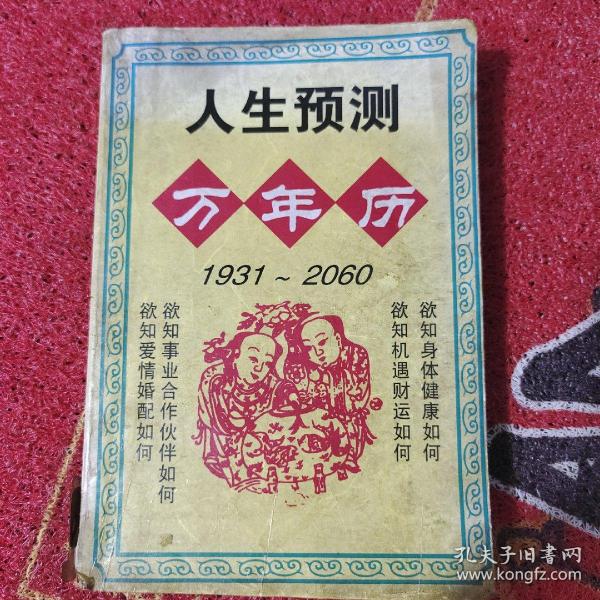 人生预测
万年历
1931～2060
欲知身体健康如何
欲知机遇财运如何
欲知事业合作伙伴如何
欲知爱情婚配如何
孔夫子旧书网
www.kongfz.com